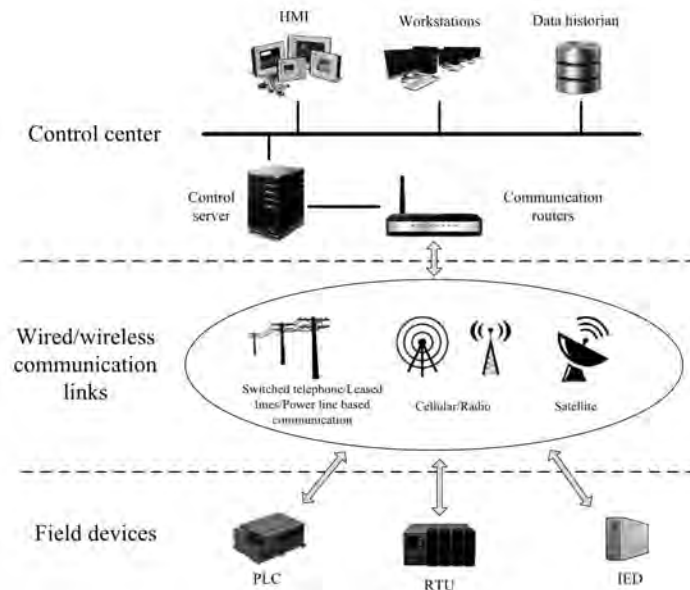 HMI
Workstations
Data historian
Control center
Control
server
Communication
routers
Wired/wireless
communication
links
Switched telephone/Leased
lines/Power line based
communication
Cellular/Radio
Satellite
Field devices
PLC
RTU
IED